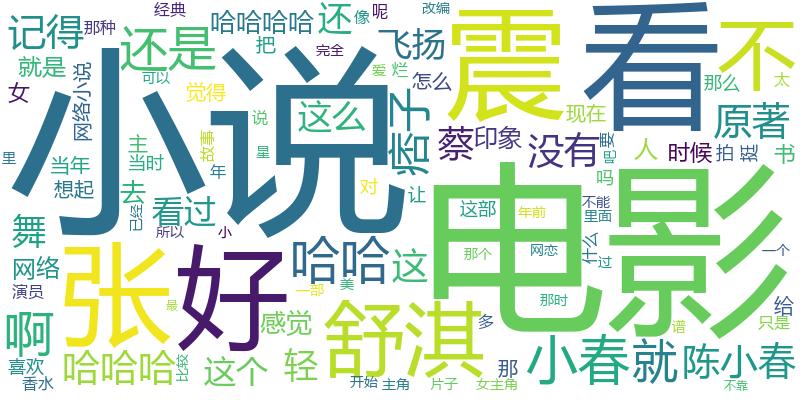 小说
电影
看
震
张
好
舒淇
不
还是
哈哈
小春
就
啊
痞子
原著
没有
蔡
印象
飞扬
记得
这么
哈哈哈
哈哈哈哈
陈小春
舞
看过
这
这个
轻
感觉
那
网络
网络小说
就是
女
经典
那种
还
把
像
呢
改编
完全
可以
爱
烂
怎么
那么
太
现在
觉得
故事
说
星
主
当时
当年
想起
去
里
已经
年
所以
小
演员
喜欢
香水
最
比较
一部
美
对
让
这部
年前
那个
网恋
那时
什么
过
不能
里面
吗
吧
要
人
时候
拍
挺
书
一个
给
只是
谱
不靠
多
开始
主角
片子
女主角